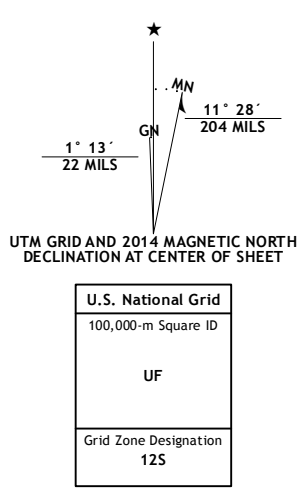 ★
MN
11° 28´
204 MILS
GN
1° 13´
22 MILS
UTM GRID AND 2014 MAGNETIC NORTH
DECLINATION AT CENTER OF SHEET
U.S. National Grid
100,000-m Square ID
UF
Grid Zone Designation
12S